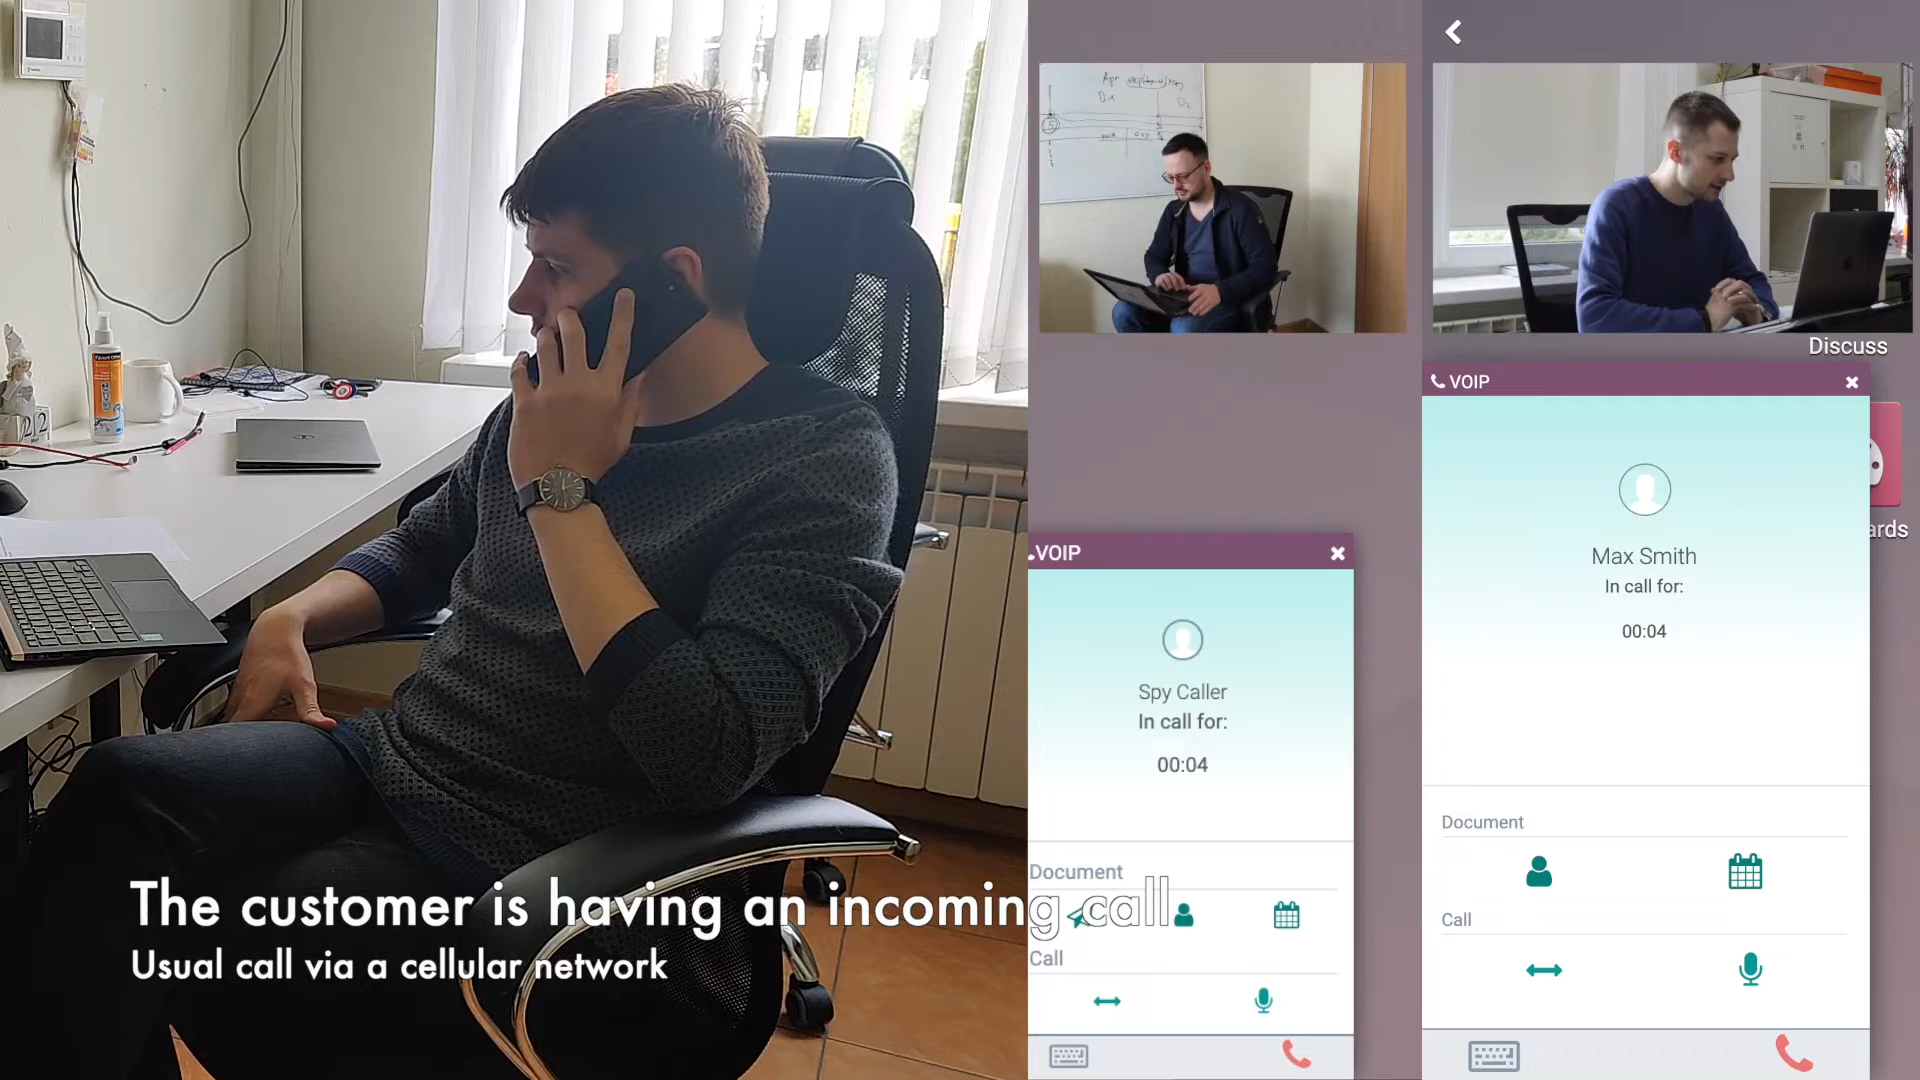 The customer is having an incoming call
Usual call via a cellular network
VOIP
Spy Caller
In call for:
00:04
Document
Call
Discuss
VOIP
Max Smith
In call for:
00:04
Document
Call
ards